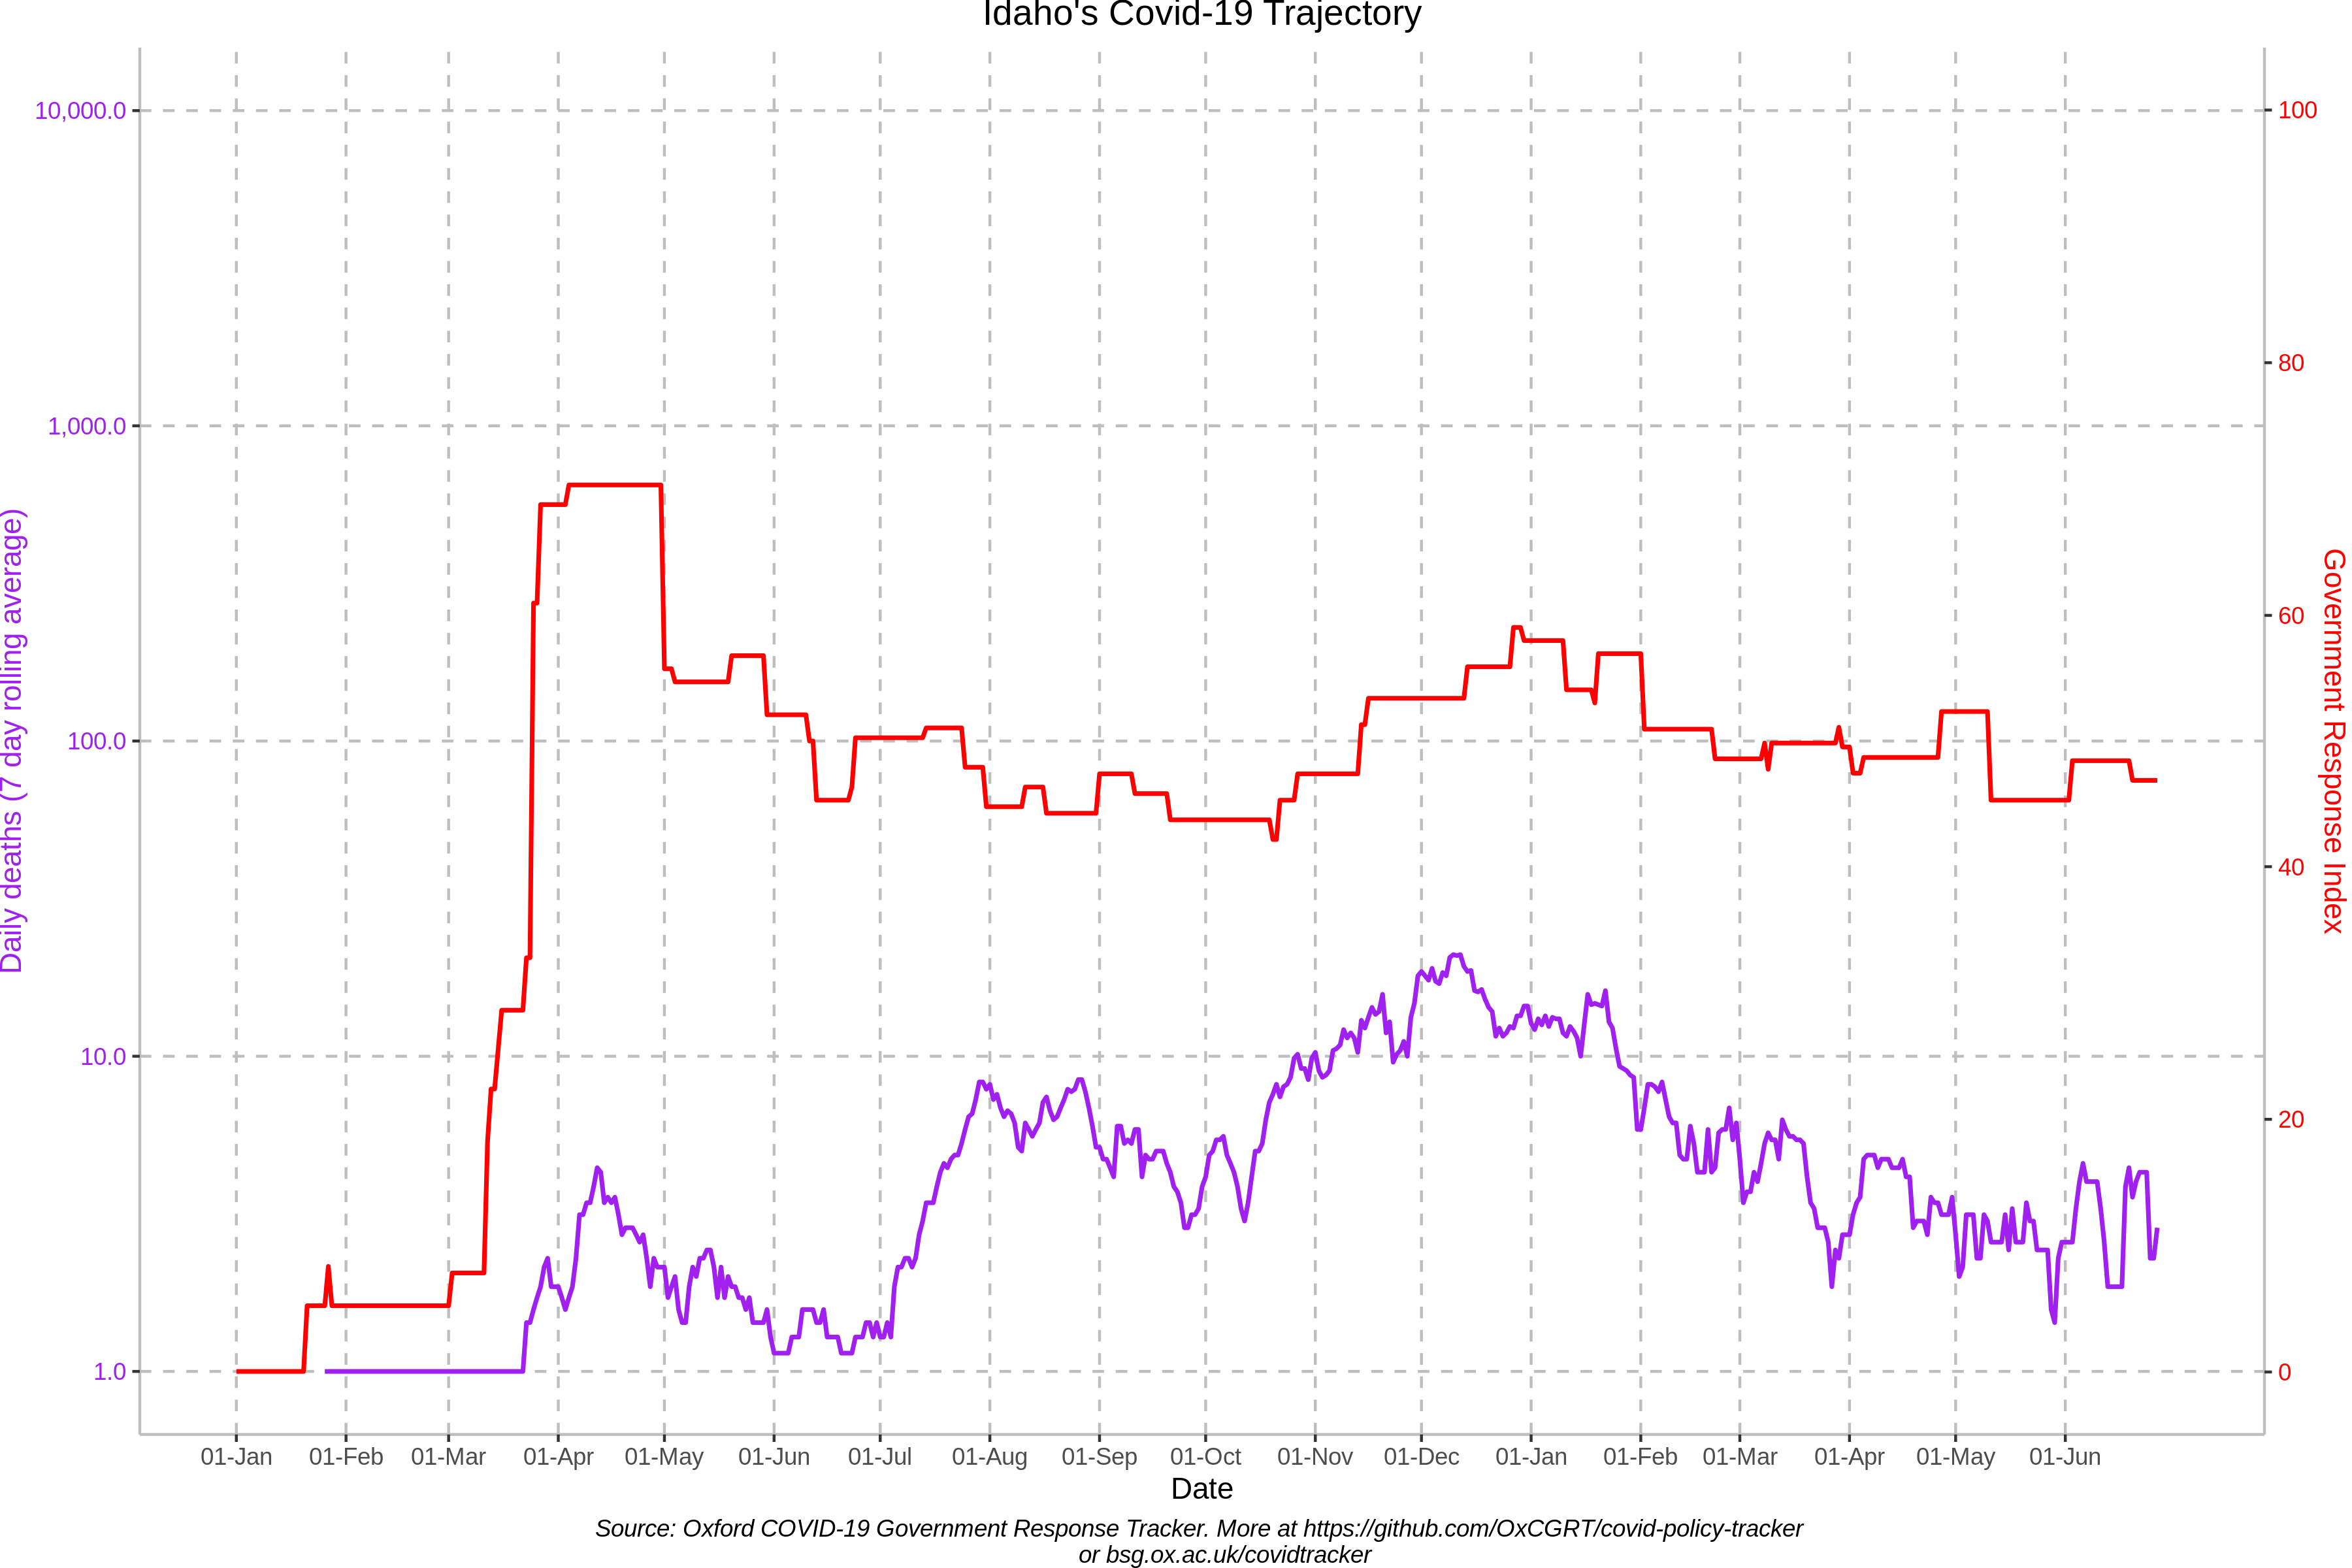 Idaho's Covid-19 Trajectory
10,000.0
1,000.0
100.0
10.0
1.0
Daily deaths (7 day rolling average)
100
80
60
40
20
0
Government Response Index
01-Jan 01-Feb 01-Mar 01-Apr 01-May 01-Jun 01-Jul 01-Aug 01-Sep 01-Oct 01-Nov 01-Dec 01-Jan 01-Feb 01-Mar 01-Apr 01-May 01-Jun
Date
Source: Oxford COVID-19 Government Response Tracker. More at https://github.com/OxCGRT/covid-policy-tracker
or bsg.ox.ac.uk/covidtracker